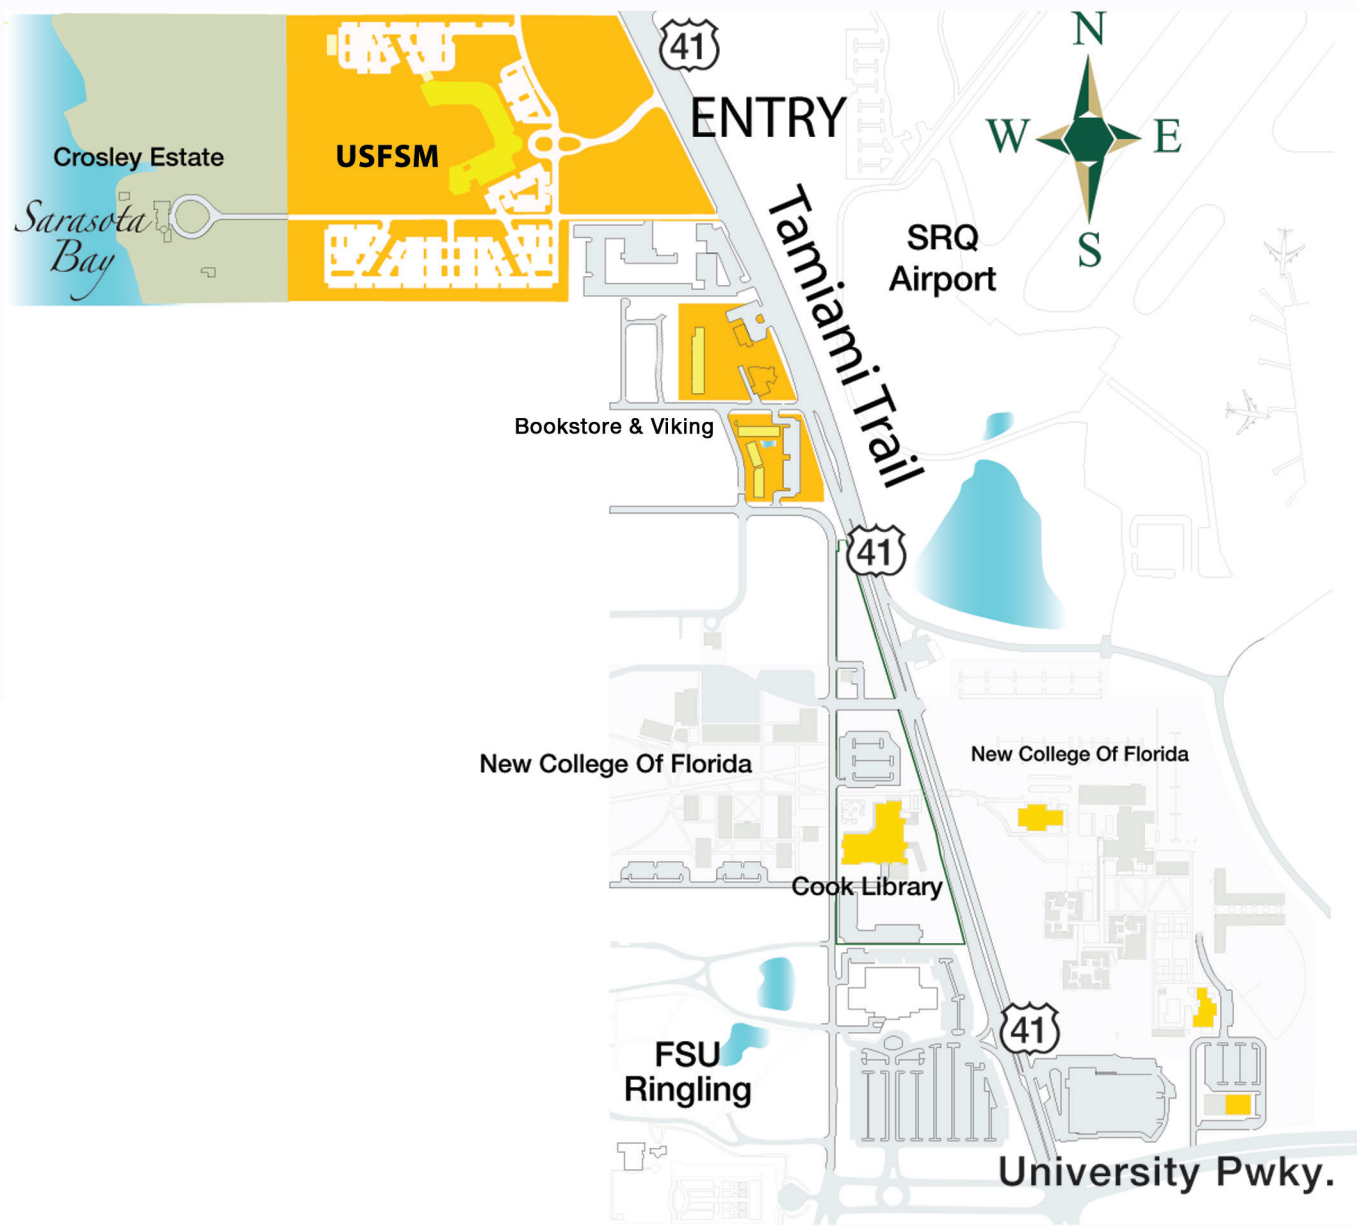 41
N
ENTRY
W
E
Crosley Estate
USFSM
Sarasota
Bay
S
SRQ
Airport
Tamiami Trail
Bookstore & Viking
41
New College Of Florida
New College Of Florida
Cook Library
41
FSU
Ringling
University Pwky.